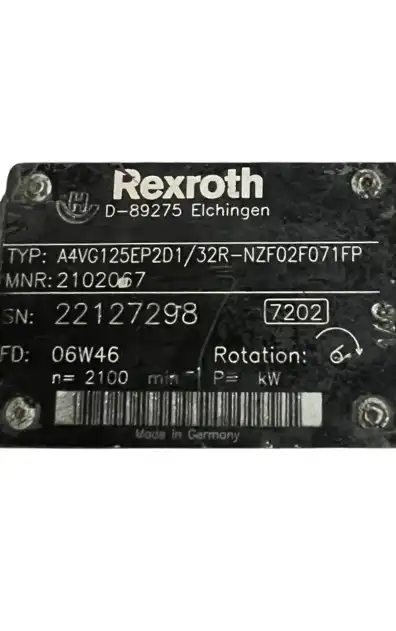 Rexroth
D-89275 Elchingen
TYP: A4VG125EP2D1/32R-NZF02F071FP
MNR: 2102067
SN: 22127298 7202
FD: 06W46 Rotation:
n= 2100 min P= kW
Made in Germany